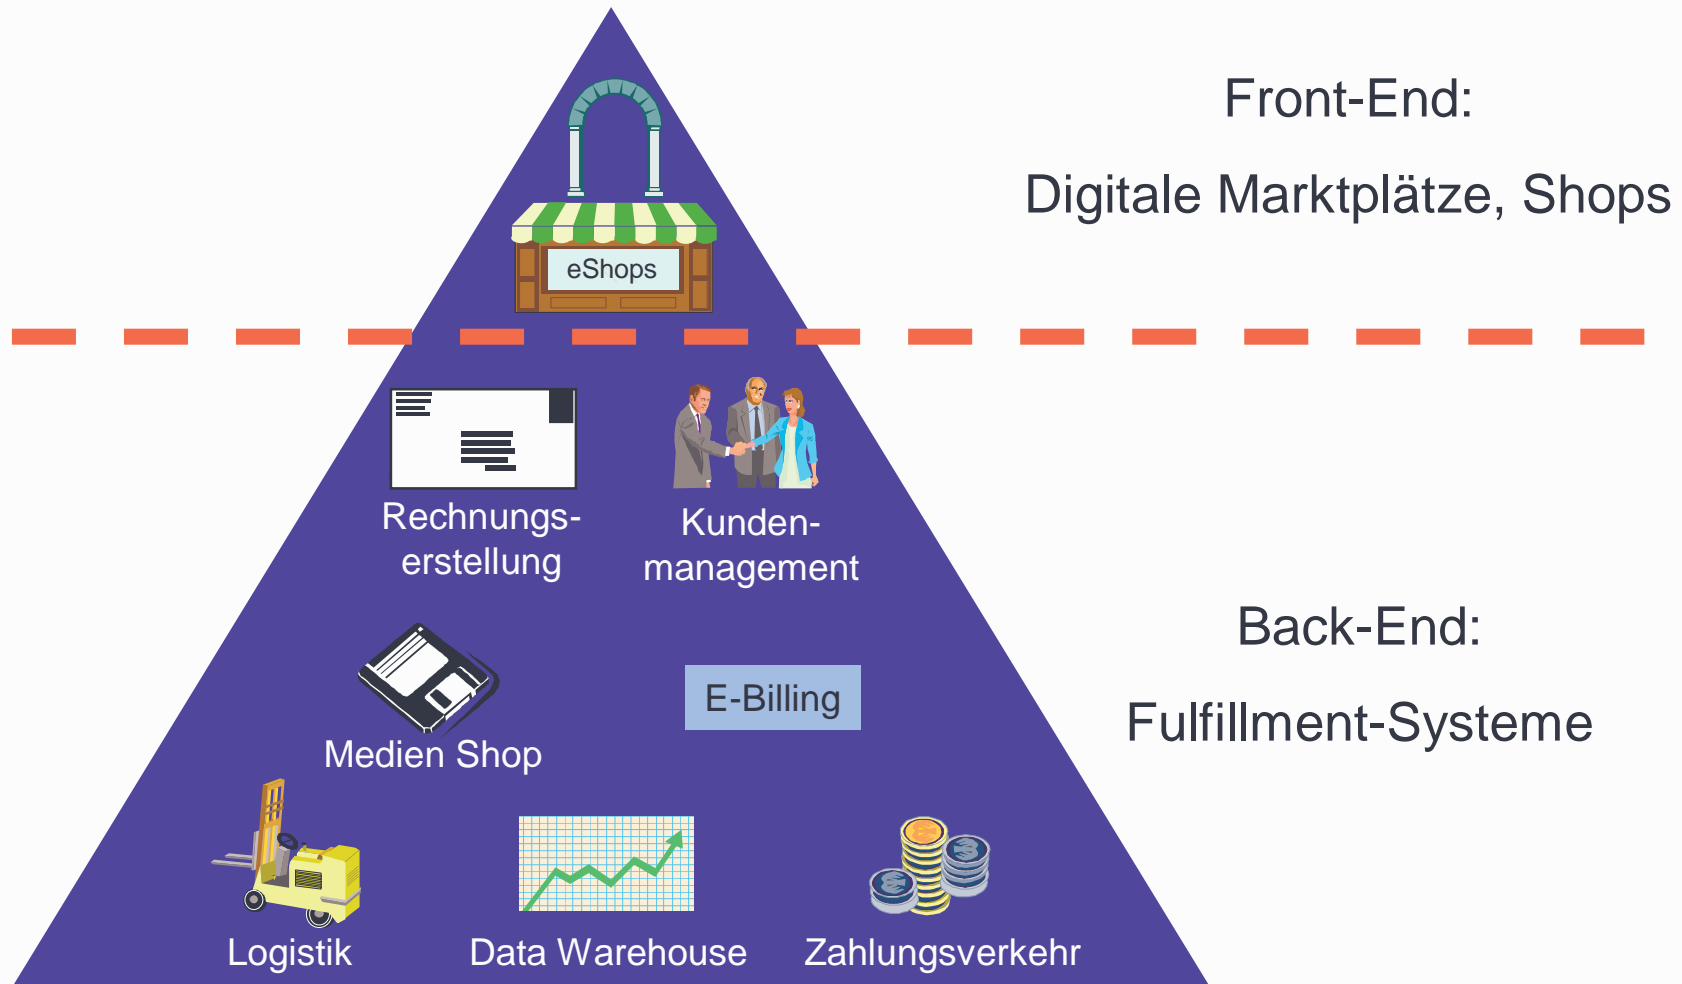 Front-End:
Digitale Marktplätze, Shops
eShops
Rechnungs-
erstellung
Kunden-
management
Back-End:
Fulfillment-Systeme
Medien Shop
E-Billing
Logistik
Data Warehouse
Zahlungsverkehr